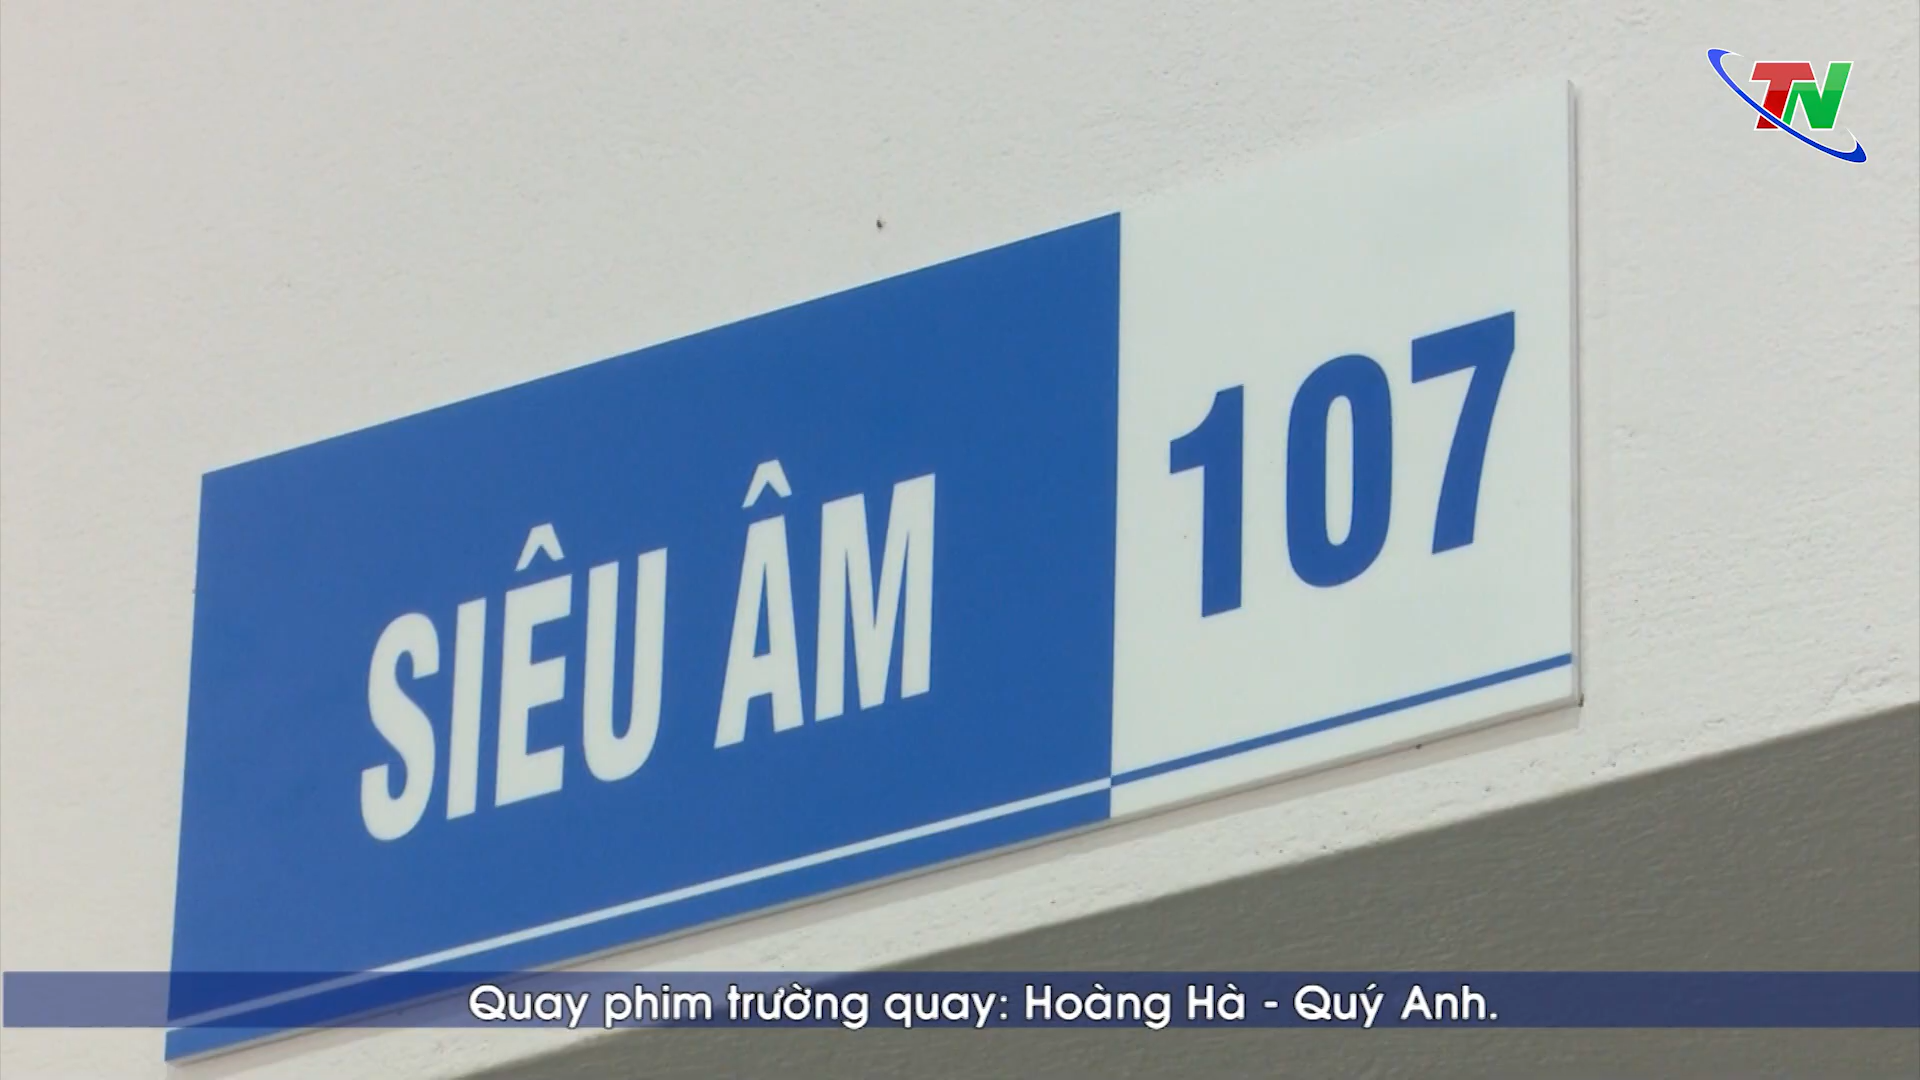 TN
SIÊU ÂM 107
Quay phim trường quay: Hoàng Hà - Quý Anh.